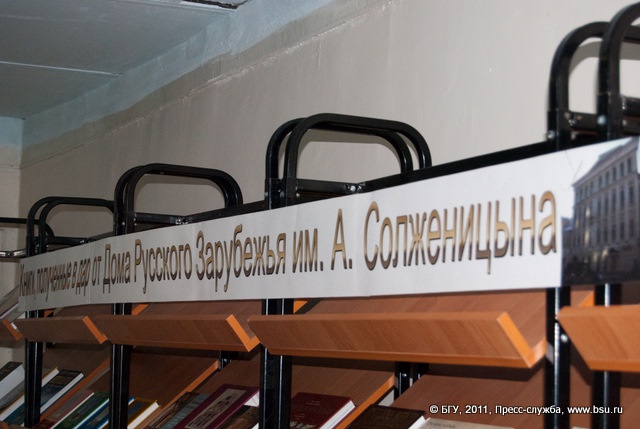 Книги, полученные в дар от Дома Русского Зарубежья им. А. Солженицына
© БГУ, 2011, Пресс-служба, www.bsu.ru